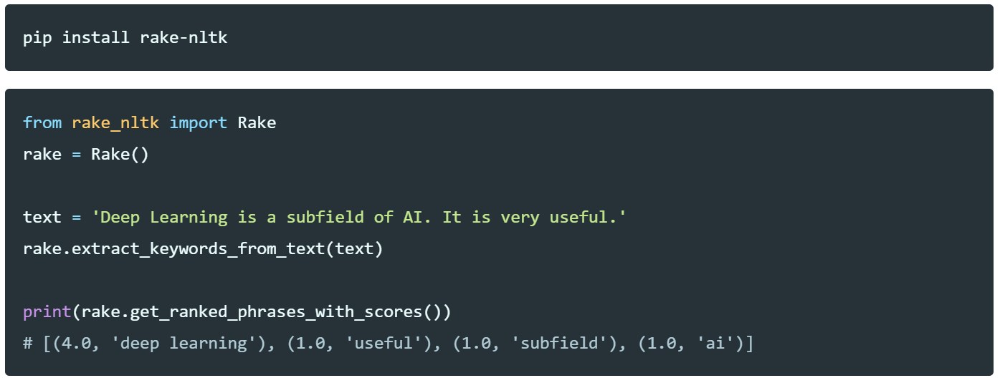 pip install rake-nltk
from rake_nltk import Rake
rake = Rake()
text = 'Deep Learning is a subfield of AI. It is very useful.'
rake.extract_keywords_from_text(text)
print(rake.get_ranked_phrases_with_scores())
# [(4.0, 'deep learning'), (1.0, 'useful'), (1.0, 'subfield'), (1.0, 'ai')]